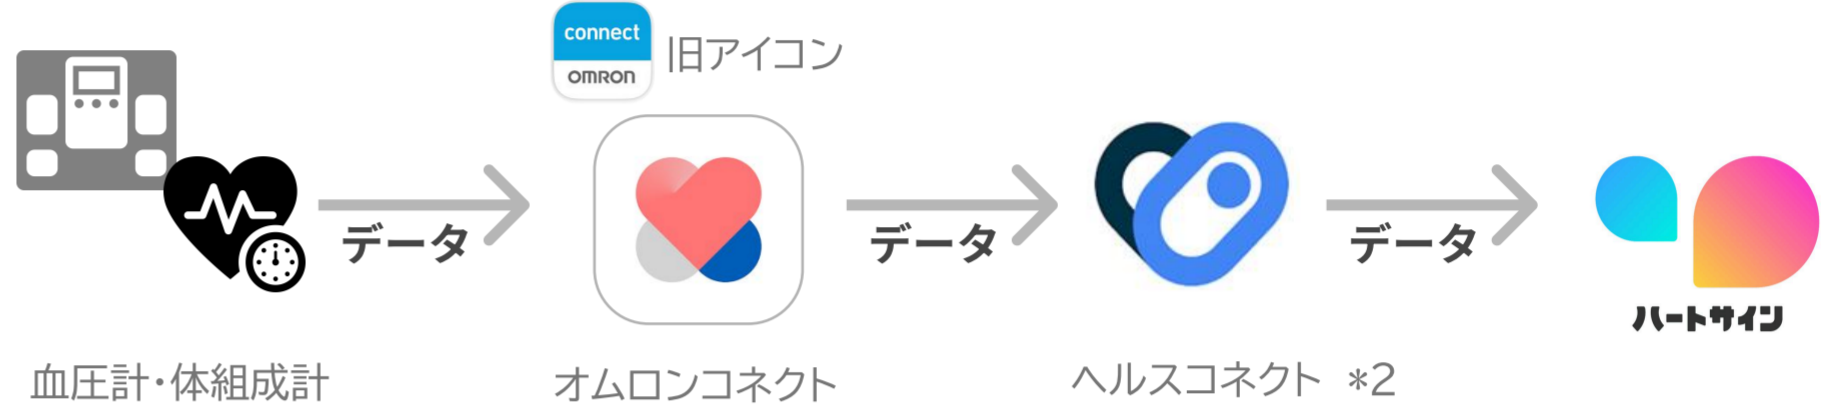 connect
OMRON
旧アイコン
データ
データ
データ
ハートサイン
血圧計・体組成計
オムロンコネクト
ヘルスコネクト *2